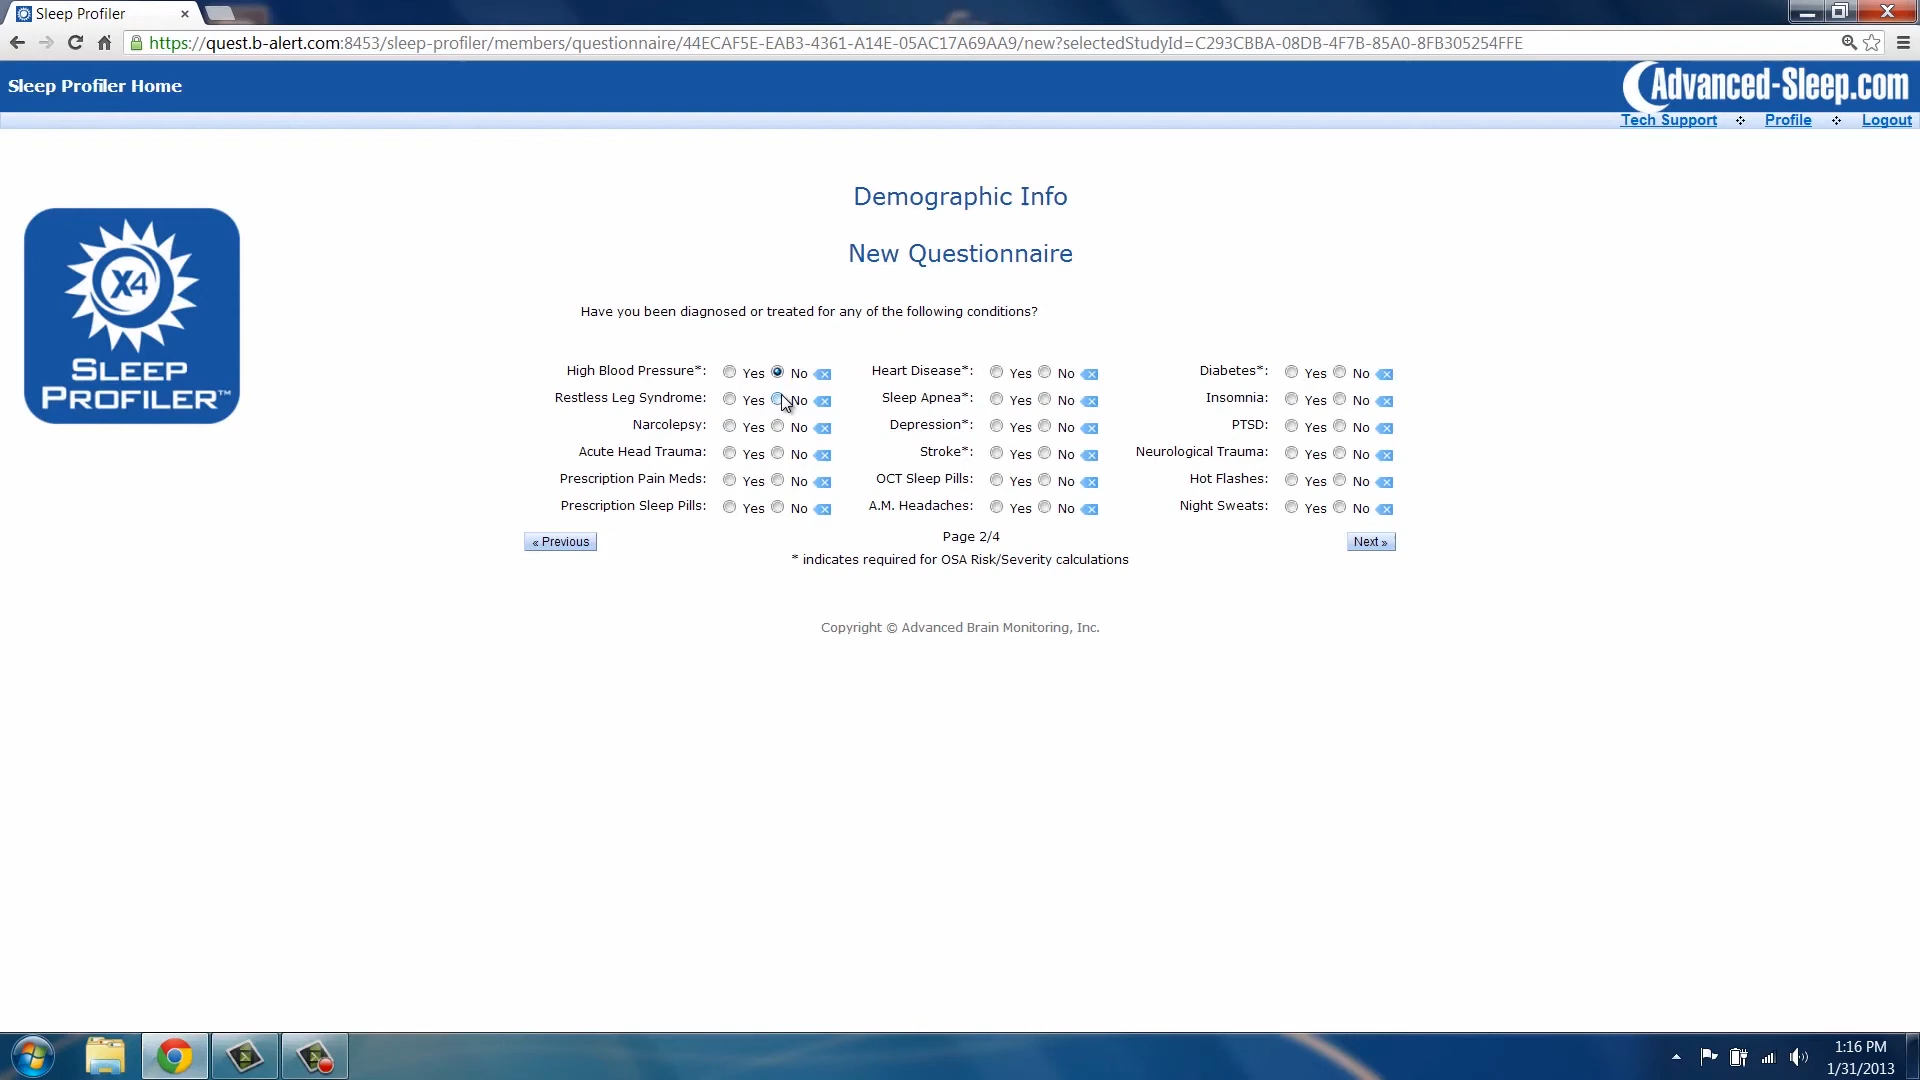 Sleep Profiler
https://quest.b-alert.com:8453/sleep-profiler/members/questionnaire/44ECAF5E-EAB3-4361-A14E-05AC17A69AA9/new?selectedStudyId=C293CBBA-08DB-4F7B-85A0-8FB305254FFE
Sleep Profiler Home
Advanced-Sleep.com
Tech Support Profile Logout
X4
SLEEP
PROFILER™
Demographic Info
New Questionnaire
Have you been diagnosed or treated for any of the following conditions?
High Blood Pressure*: Yes No Heart Disease*: Yes No Diabetes*: Yes No
Restless Leg Syndrome: Yes No Sleep Apnea*: Yes No Insomnia: Yes No
Narcolepsy: Yes No Depression*: Yes No PTSD: Yes No
Acute Head Trauma: Yes No Stroke*: Yes No Neurological Trauma: Yes No
Prescription Pain Meds: Yes No OCT Sleep Pills: Yes No Hot Flashes: Yes No
Prescription Sleep Pills: Yes No A.M. Headaches: Yes No Night Sweats: Yes No
« Previous Page 2/4 Next »
* indicates required for OSA Risk/Severity calculations
Copyright © Advanced Brain Monitoring, Inc.
1:16 PM
1/31/2013